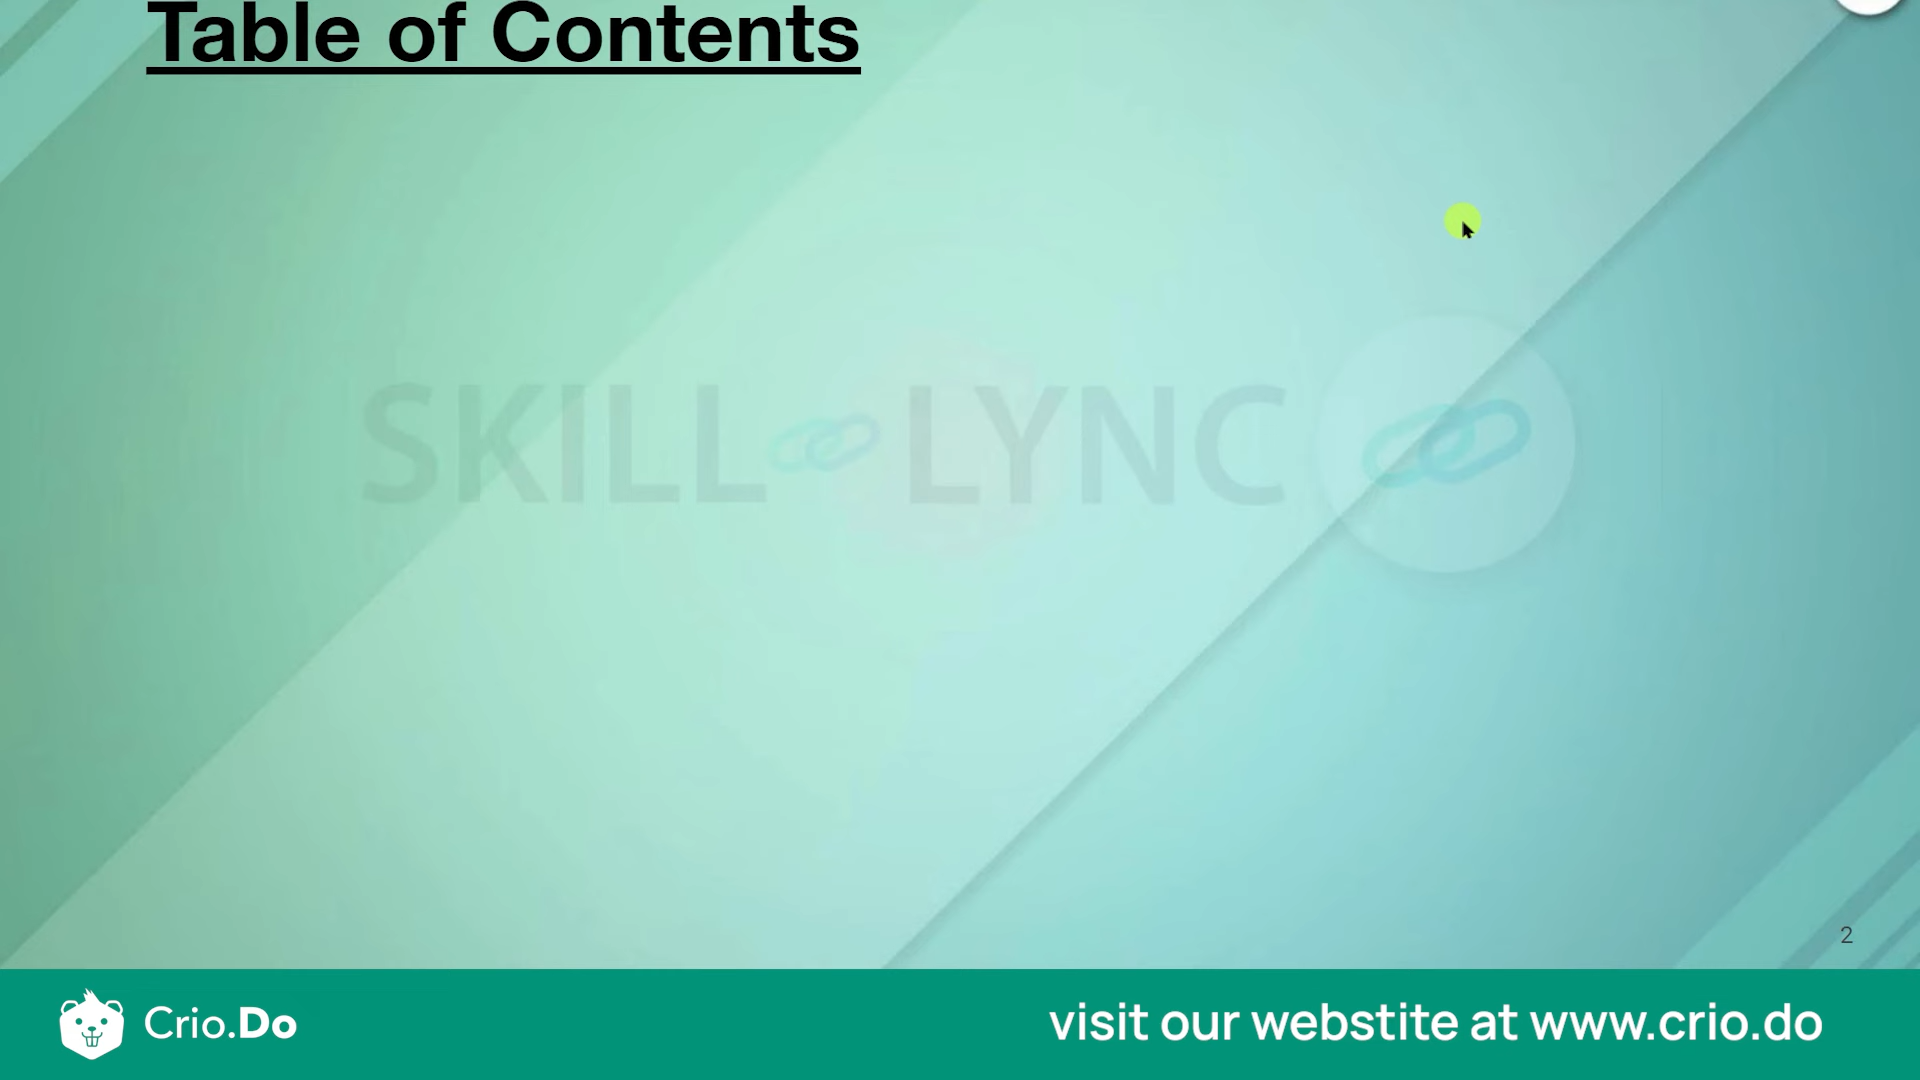 Table of Contents
SKILL LYNC
2
Crio.Do
visit our webstite at www.crio.do